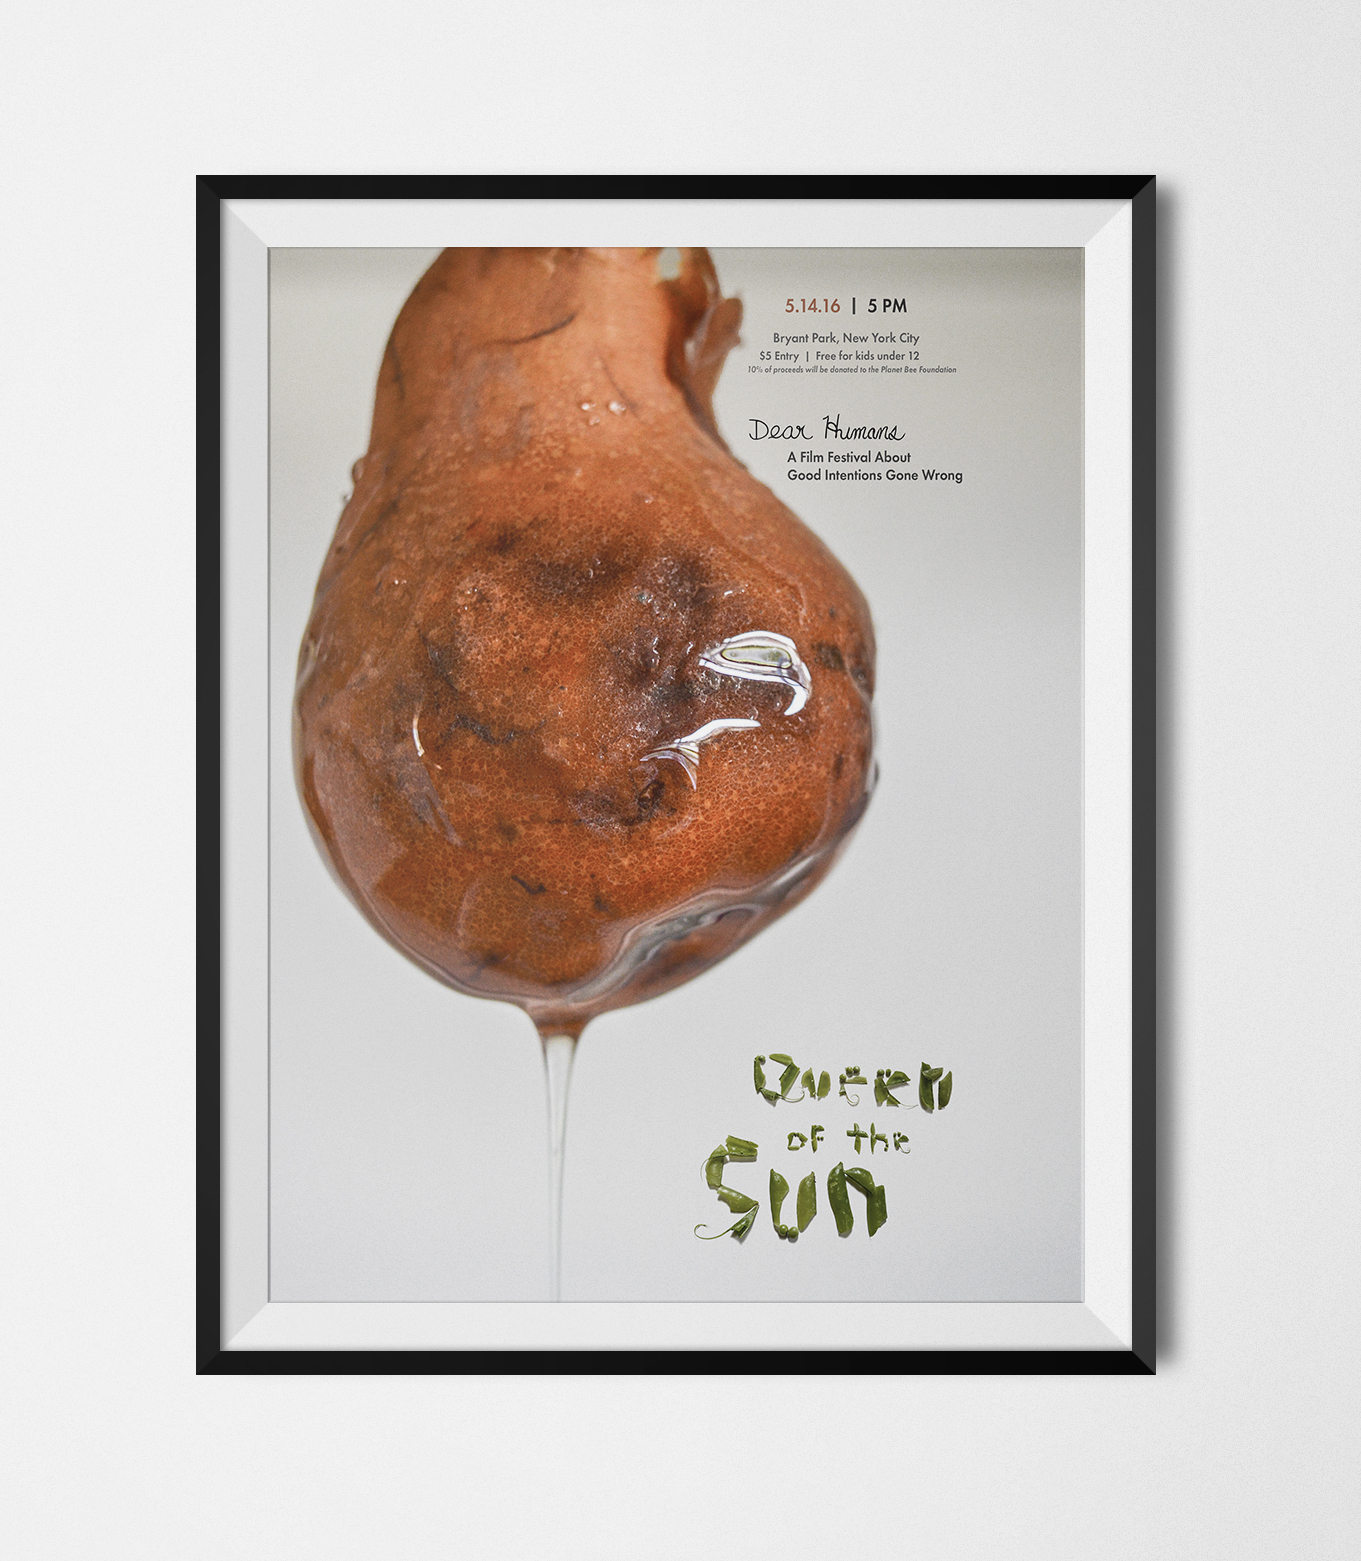 5.14.16 | 5 PM
Bryant Park, New York City
$5 Entry | Free for kids under 12
10% of proceeds will be donated to the Planet Bee Foundation
Dear Humans
A Film Festival About
Good Intentions Gone Wrong
Queen
of the
Sun